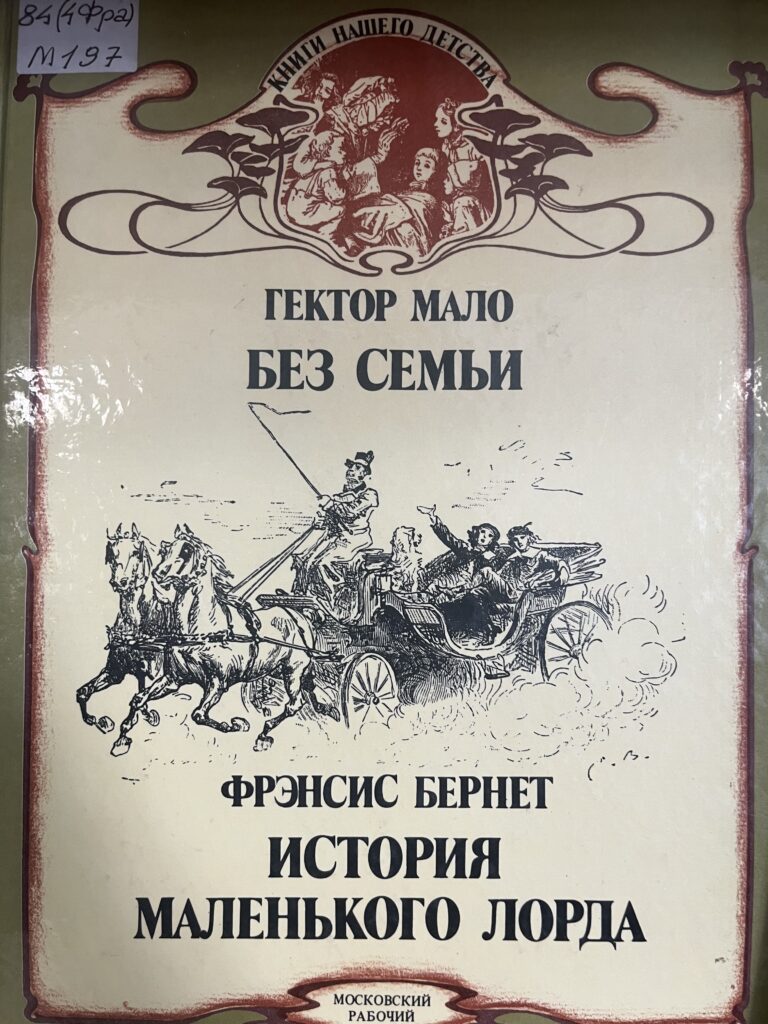 84(4Фра)
М197
КНИГИ НАШЕГО ДЕТСТВА
ГЕКТОР МАЛО
БЕЗ СЕМЬИ
ФРЭНСИС БЕРНЕТ
ИСТОРИЯ
МАЛЕНЬКОГО ЛОРДА
МОСКОВСКИЙ
РАБОЧИЙ